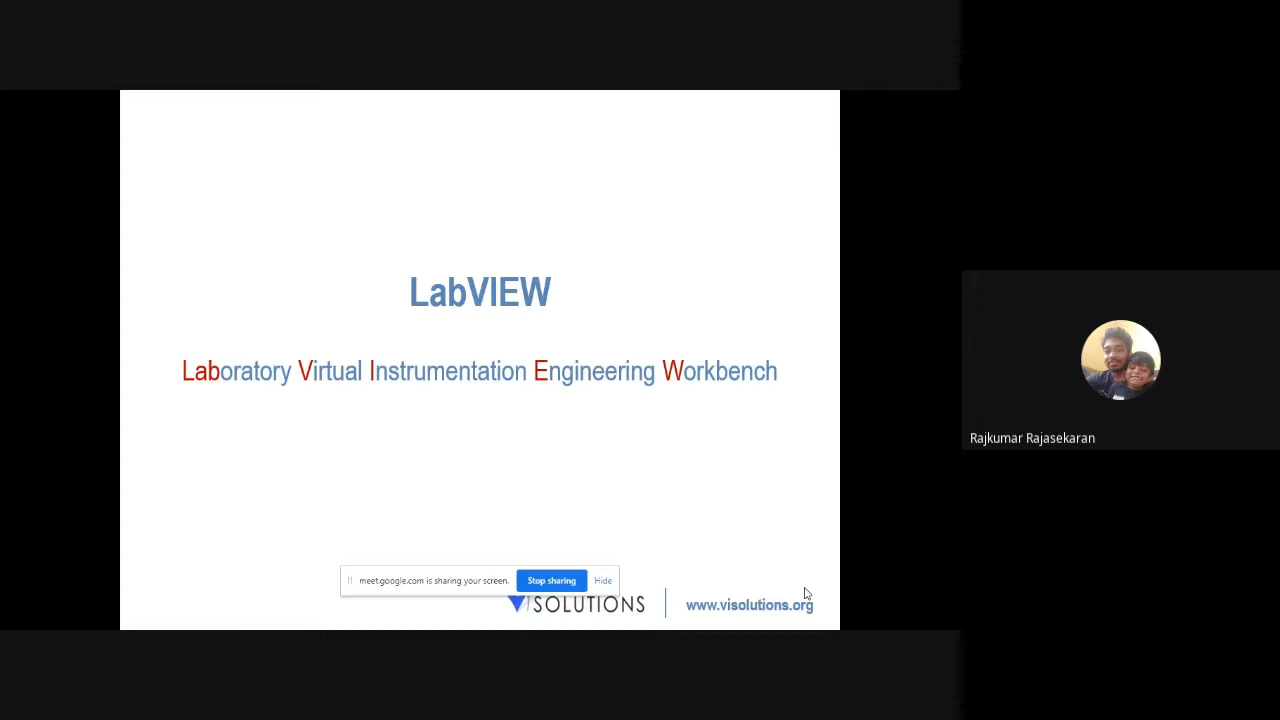 LabVIEW
Laboratory Virtual Instrumentation Engineering Workbench
Rajkumar Rajasekaran
meet.google.com is sharing your screen. Stop sharing Hide
VISOLUTIONS www.visolutions.org